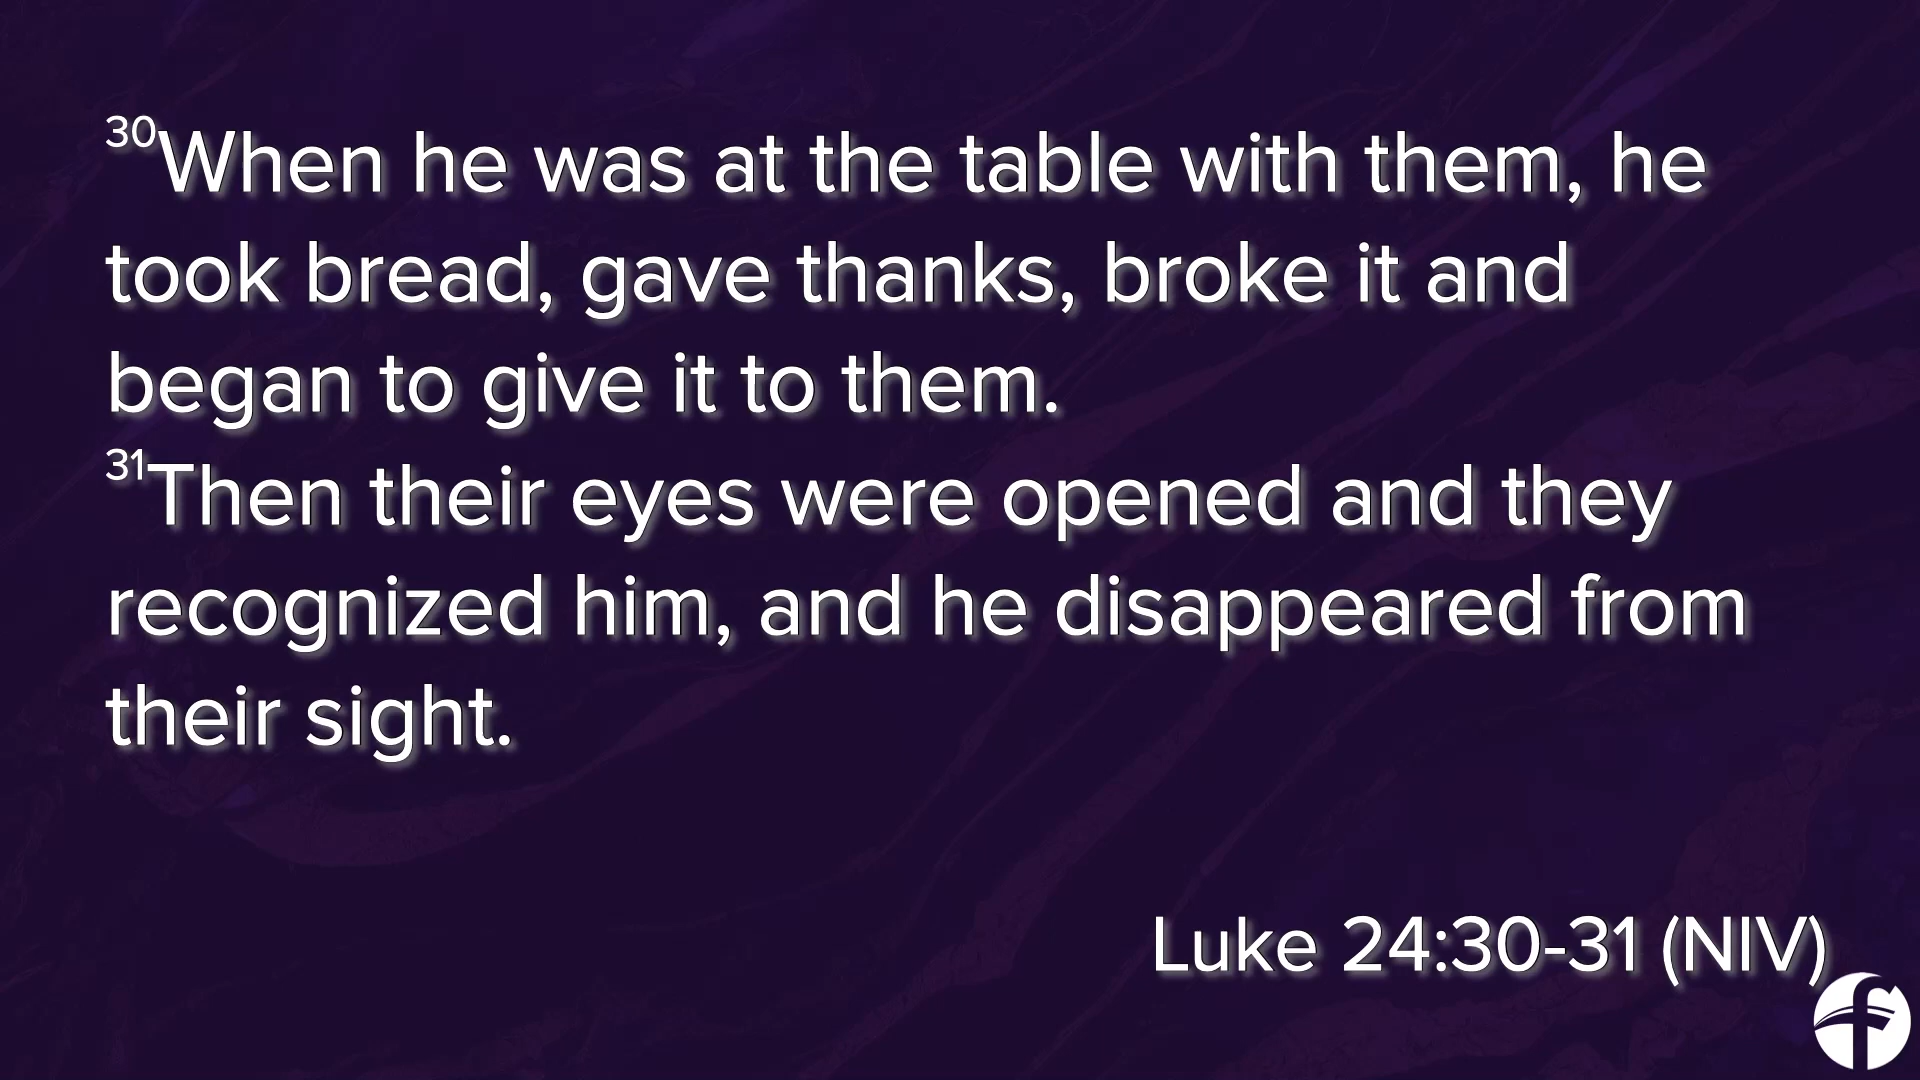 30When he was at the table with them, he
took bread, gave thanks, broke it and
began to give it to them.
31Then their eyes were opened and they
recognized him, and he disappeared from
their sight.
Luke 24:30-31 (NIV)
f